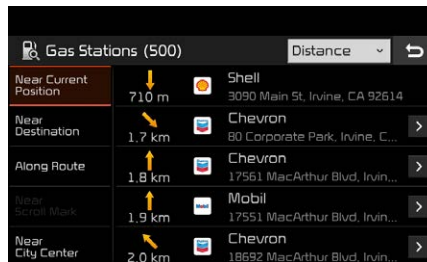 Gas Stations (500)
Distance
Near Current
Position
710 m
Shell
3090 Main St, Irvine, CA 92614
Near
Destination
1.7 km
Chevron
80 Corporate Park, Irvine, C...
Along Route
1.8 km
Chevron
17561 MacArthur Blvd, Irvin...
Near
Scroll Mark
1.9 km
Mobil
Mobil
17551 MacArthur Blvd, Irvin...
Near
City Center
2.0 km
Chevron
18692 MacArthur Blvd, Irvin...